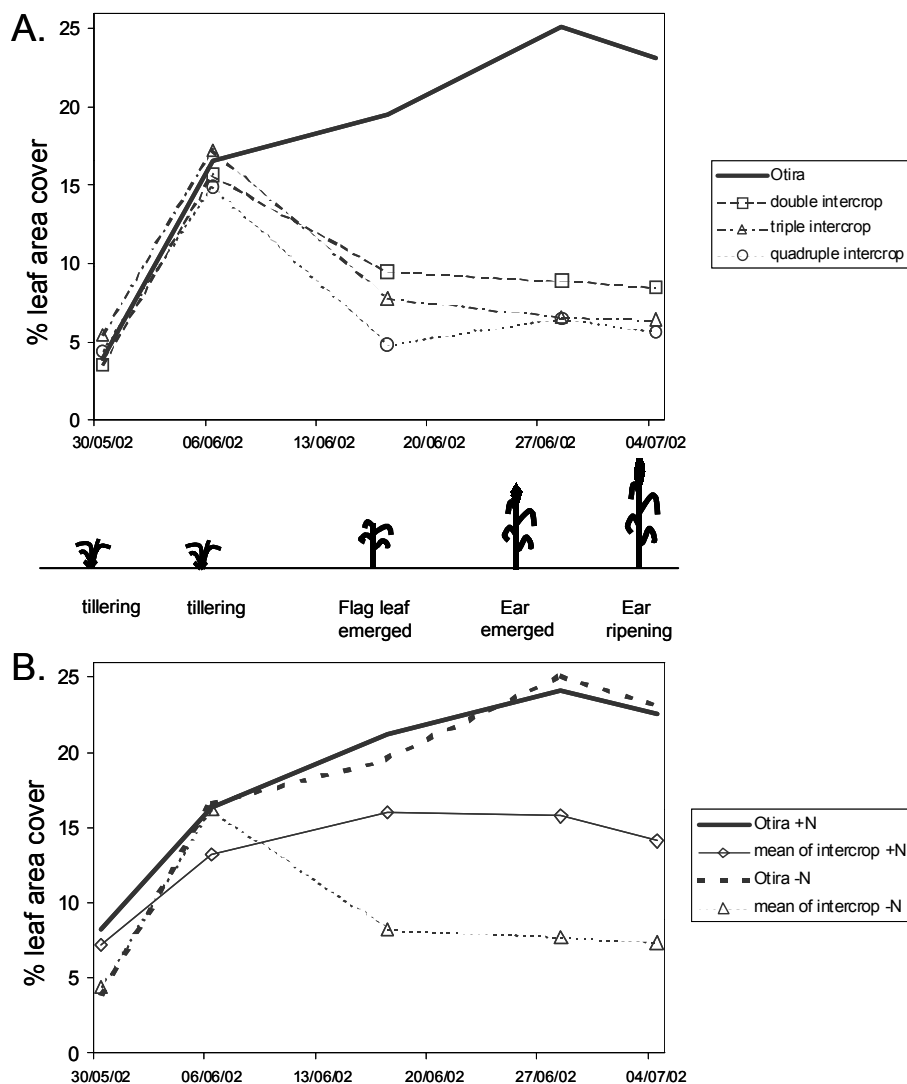 A.
25
20
15
10
5
0
% leaf area cover
30/05/02 06/06/02 13/06/02 20/06/02 27/06/02 04/07/02
Otira
double intercrop
triple intercrop
quadruple intercrop
tillering tillering Flag leaf Ear Ear
emerged emerged ripening
B.
25
20
15
10
5
0
% leaf area cover
30/05/02 06/06/02 13/06/02 20/06/02 27/06/02 04/07/02
Otira +N
mean of intercrop +N
Otira -N
mean of intercrop -N